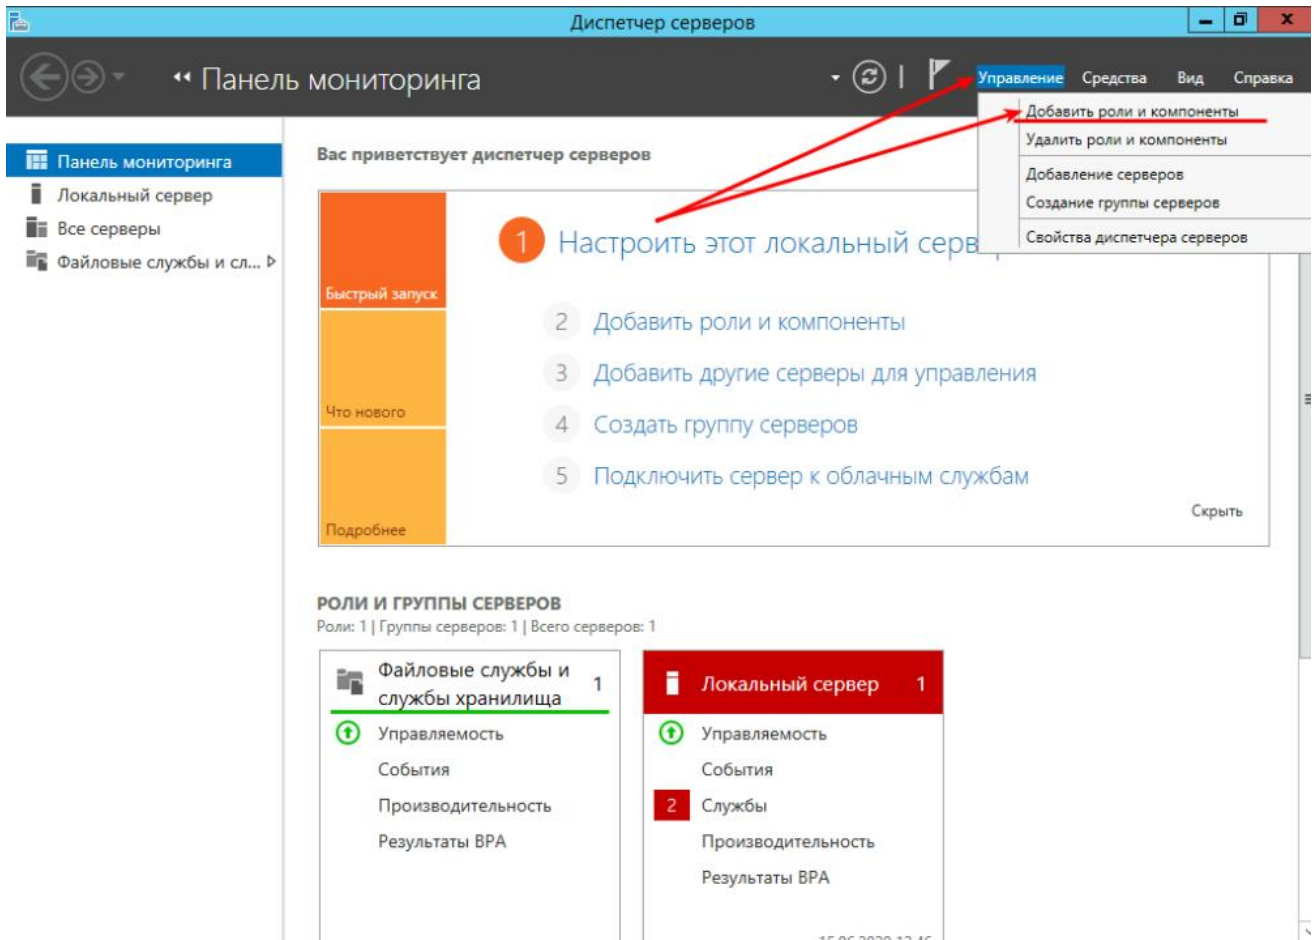 Диспетчер серверов
Панель мониторинга
Управление Средства Вид Справка
Добавить роли и компоненты
Удалить роли и компоненты
Добавление серверов
Создание группы серверов
Свойства диспетчера серверов
Панель мониторинга
Локальный сервер
Все серверы
Файловые службы и сл...
Вас приветствует диспетчер серверов
Быстрый запуск
Что нового
Подробнее
1 Настроить этот локальный серв
2 Добавить роли и компоненты
3 Добавить другие серверы для управления
4 Создать группу серверов
5 Подключить сервер к облачным службам
Скрыть
РОЛИ И ГРУППЫ СЕРВЕРОВ
Роли: 1 | Группы серверов: 1 | Всего серверов: 1
Файловые службы и
службы хранилища 1
Управляемость
События
Производительность
Результаты BPA
Локальный сервер 1
Управляемость
События
2 Службы
Производительность
Результаты BPA